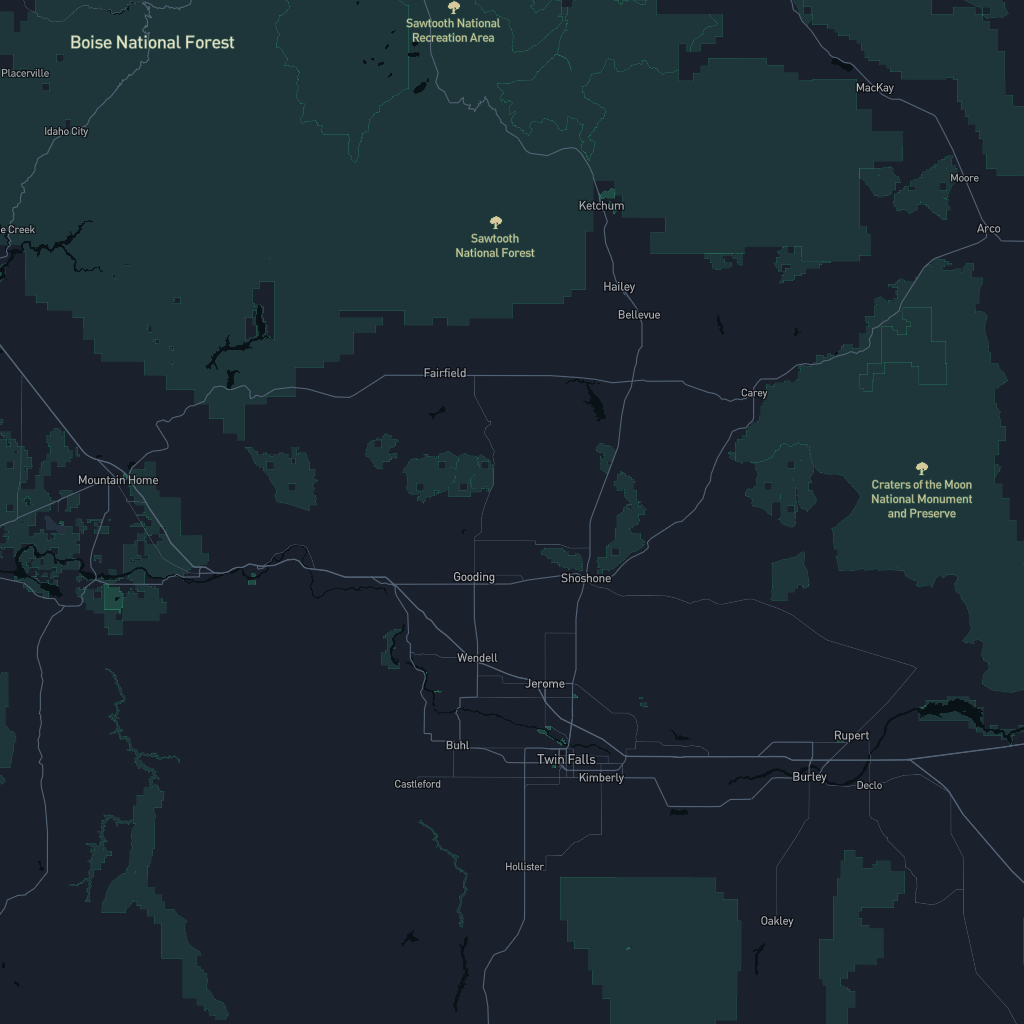 Sawtooth National
Recreation Area
Boise National Forest
Placerville
MacKay
Idaho City
Moore
Ketchum
e Creek
Arco
Sawtooth
National Forest
Hailey
Bellevue
Fairfield
Carey
Mountain Home
Craters of the Moon
National Monument
and Preserve
Gooding
Shoshone
Wendell
Jerome
Rupert
Buhl
Twin Falls
Kimberly
Burley
Castleford
Declo
Hollister
Oakley